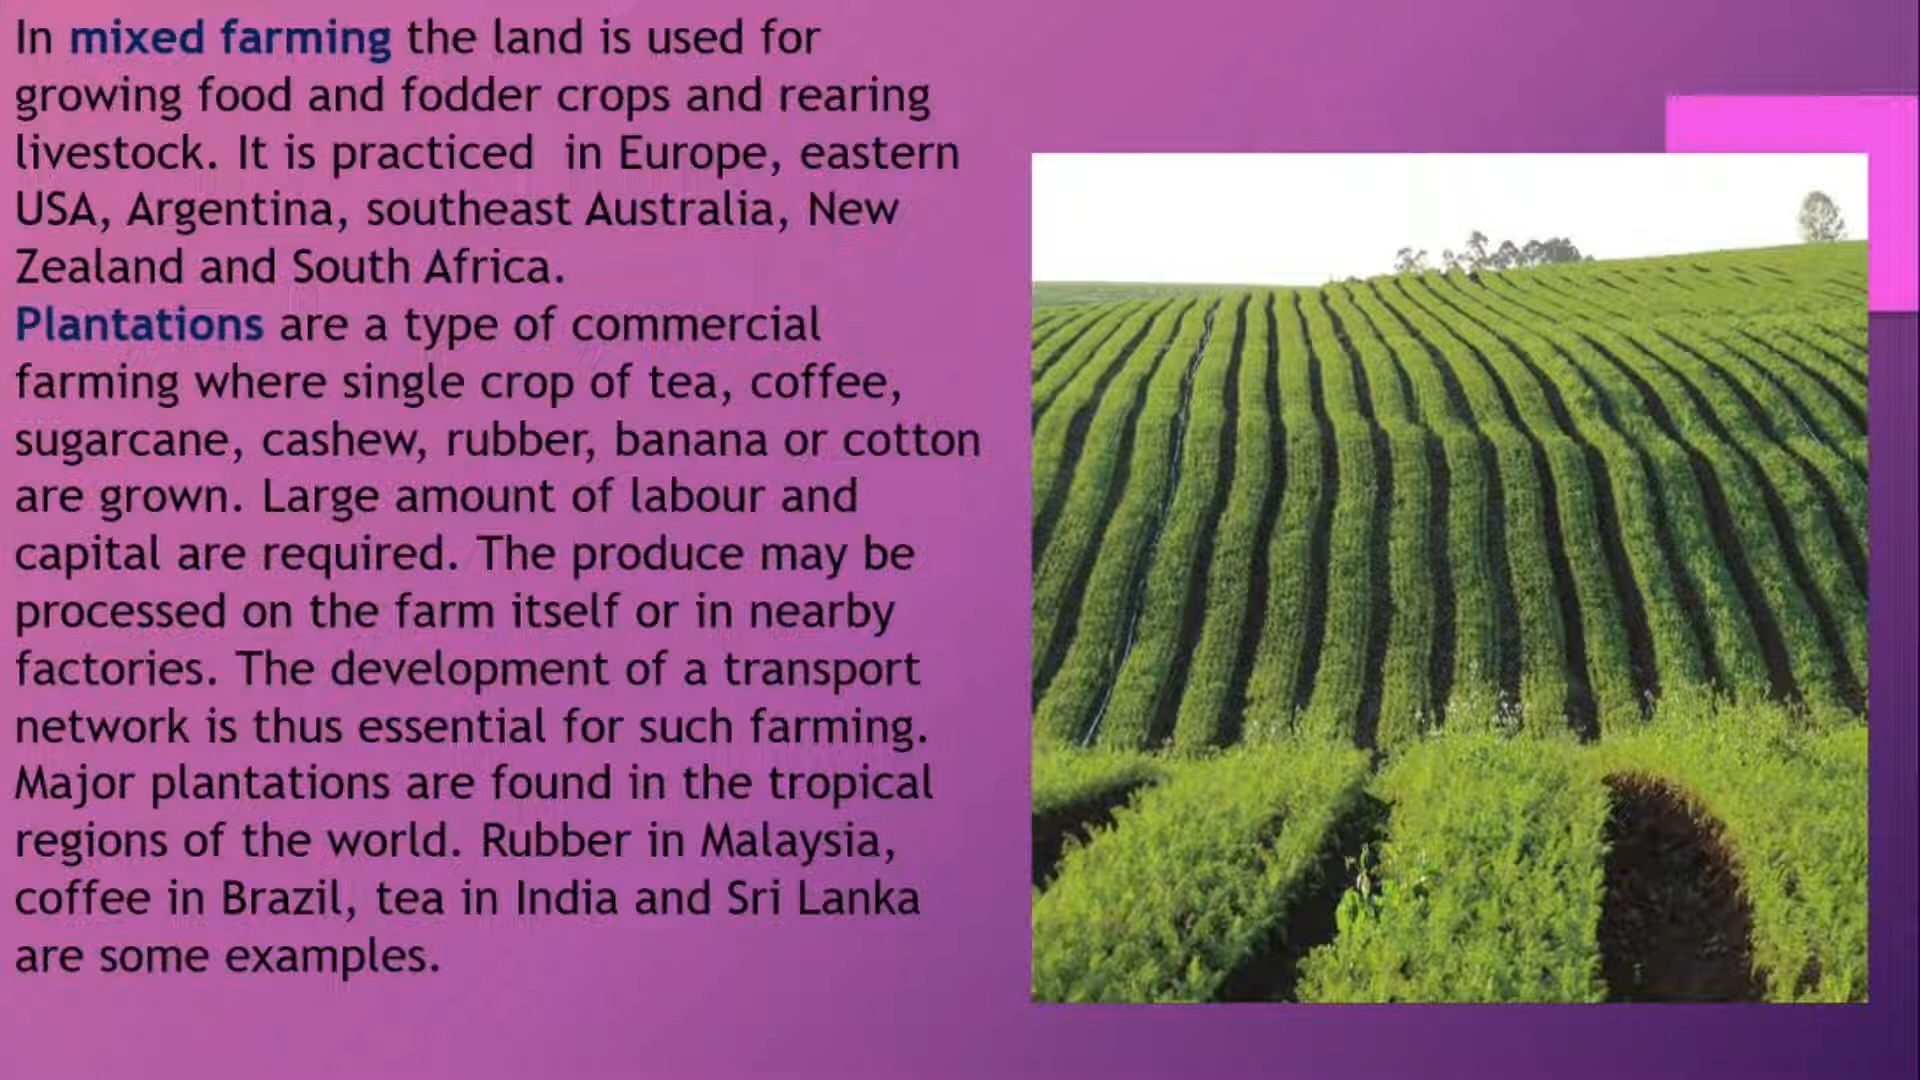 In mixed farming the land is used for
growing food and fodder crops and rearing
livestock. It is practiced  in Europe, eastern
USA, Argentina, southeast Australia, New
Zealand and South Africa.
Plantations are a type of commercial
farming where single crop of tea, coffee,
sugarcane, cashew, rubber, banana or cotton
are grown. Large amount of labour and
capital are required. The produce may be
processed on the farm itself or in nearby
factories. The development of a transport
network is thus essential for such farming.
Major plantations are found in the tropical
regions of the world. Rubber in Malaysia,
coffee in Brazil, tea in India and Sri Lanka
are some examples.